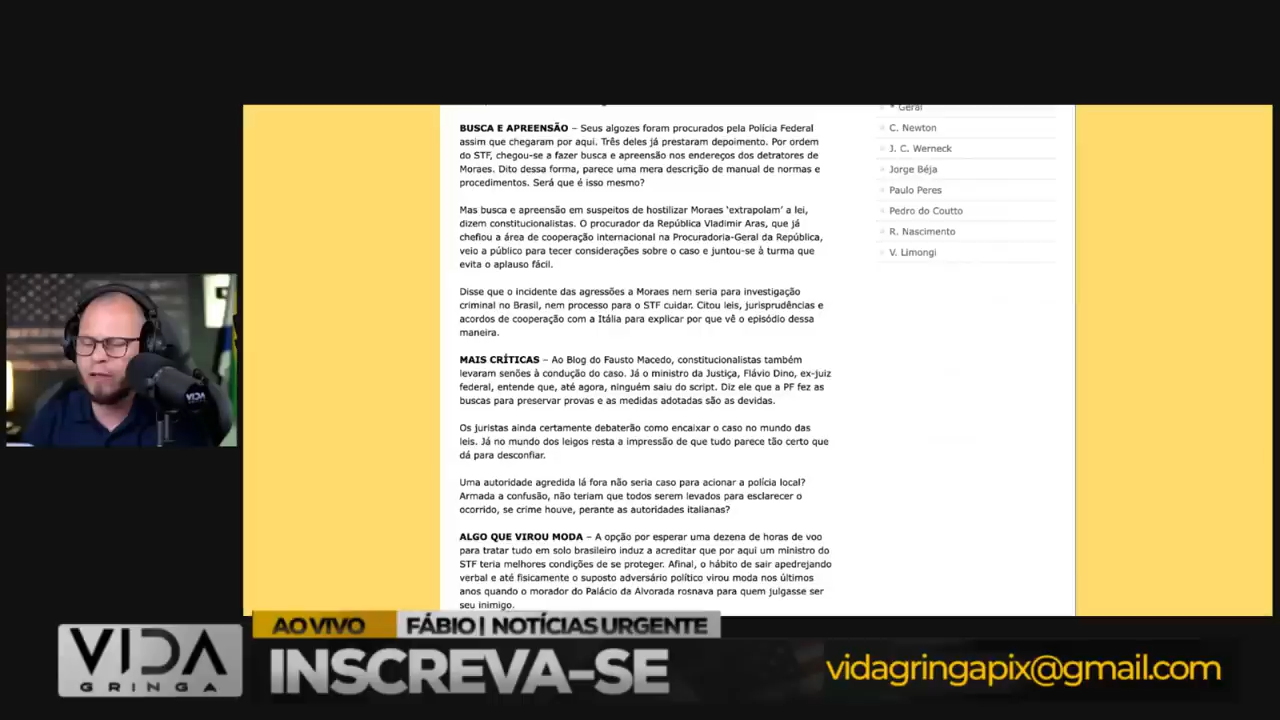 BUSCA E APREENSÃO – Seus algozes foram procurados pela Polícia Federal
assim que chegaram por aqui. Três deles já prestaram depoimento. Por ordem
do STF, chegou-se a fazer busca e apreensão nos endereços dos detratores de
Moraes. Dito dessa forma, parece uma mera descrição de manual de normas e
procedimentos. Será que é isso mesmo?
Mas busca e apreensão em suspeitos de hostilizar Moraes ‘extrapolam’ a lei,
dizem constitucionalistas. O procurador da República Vladimir Aras, que já
chefiou a área de cooperação internacional na Procuradoria-Geral da República,
veio a público para tecer considerações sobre o caso e juntou-se à turma que
evita o aplauso fácil.
Disse que o incidente das agressões a Moraes nem seria para investigação
criminal no Brasil, nem processo para o STF cuidar. Citou leis, jurisprudências e
acordos de cooperação com a Itália para explicar por que vê o episódio dessa
maneira.
MAIS CRÍTICAS – Ao Blog do Fausto Macedo, constitucionalistas também
levaram senões à condução do caso. Já o ministro da Justiça, Flávio Dino, ex-juiz
federal, entende que, até agora, ninguém saiu do script. Diz ele que a PF fez as
buscas para preservar provas e as medidas adotadas são as devidas.
Os juristas ainda certamente debaterão como encaixar o caso no mundo das
leis. Já no mundo dos leigos resta a impressão de que tudo parece tão certo que
dá para desconfiar.
Uma autoridade agredida lá fora não seria caso para acionar a polícia local?
Armada a confusão, não teriam que todos serem levados para esclarecer o
ocorrido, se crime houve, perante as autoridades italianas?
ALGO QUE VIROU MODA – A opção por esperar uma dezena de horas de voo
para tratar tudo em solo brasileiro induz a acreditar que por aqui um ministro do
STF teria melhores condições de se proteger. Afinal, o hábito de sair apedrejando
verbal e até fisicamente o suposto adversário político virou moda nos últimos
anos quando o morador do Palácio da Alvorada rosnava para quem julgasse ser
seu inimigo.
* Geral
C. Newton
J. C. Werneck
Jorge Béja
Paulo Peres
Pedro do Coutto
R. Nascimento
V. Limongi
VIDA
AO VIVO FÁBIO | NOTÍCIAS URGENTE
VIDA
GRINGA
INSCREVA-SE
vidagringapix@gmail.com